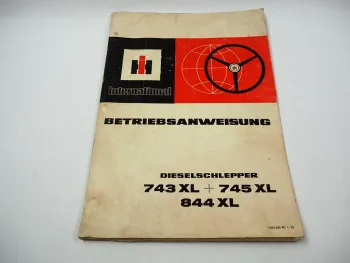 International
BETRIEBSANWEISUNG
DIESELSCHLEPPER
743 XL + 745 XL
844 XL